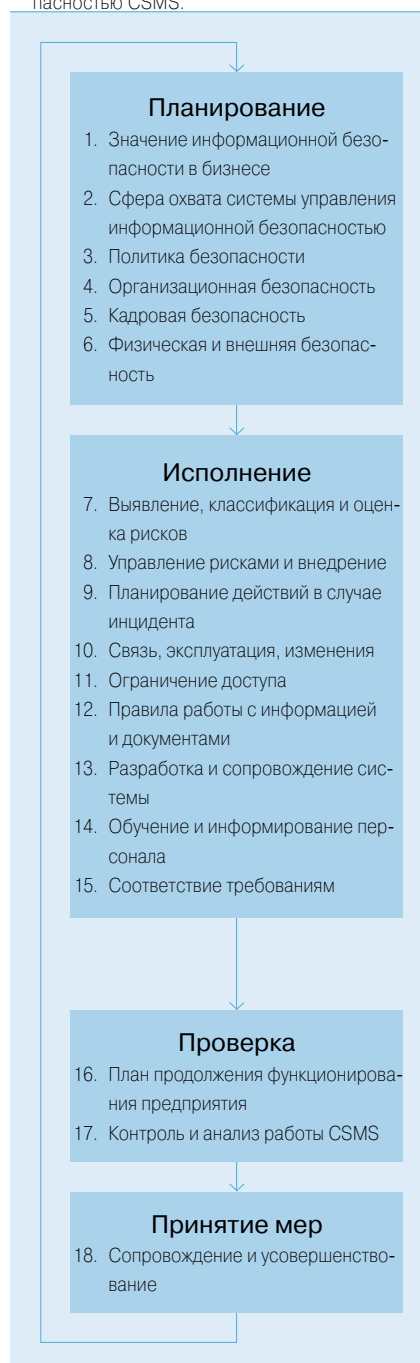 пасностью CSMS.
Планирование
1. Значение информационной безо-
пасности в бизнесе
2. Сфера охвата системы управления
информационной безопасностью
3. Политика безопасности
4. Организационная безопасность
5. Кадровая безопасность
6. Физическая и внешняя безопас-
ность
Исполнение
7. Выявление, классификация и оцен-
ка рисков
8. Управление рисками и внедрение
9. Планирование действий в случае
инцидента
10. Связь, эксплуатация, изменения
11. Ограничение доступа
12. Правила работы с информацией
и документами
13. Разработка и сопровождение сис-
темы
14. Обучение и информирование пер-
сонала
15. Соответствие требованиям
Проверка
16. План продолжения функционирова-
ния предприятия
17. Контроль и анализ работы CSMS
Принятие мер
18. Сопровождение и усовершенство-
вание